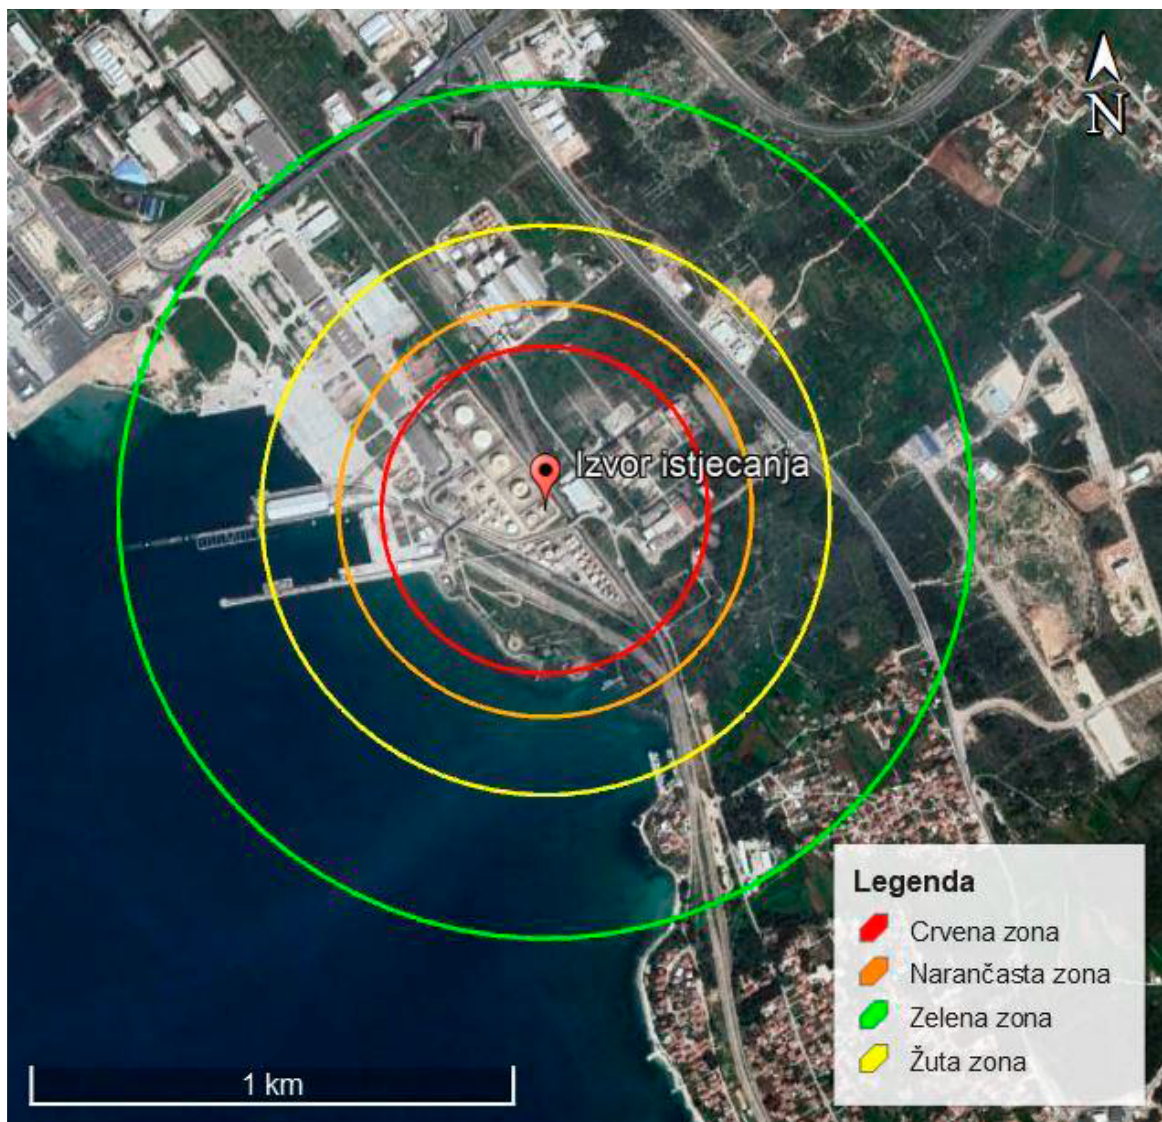 N
Izvor istjecanja
Legenda
Crvena zona
Narančasta zona
Zelena zona
Žuta zona
1 km